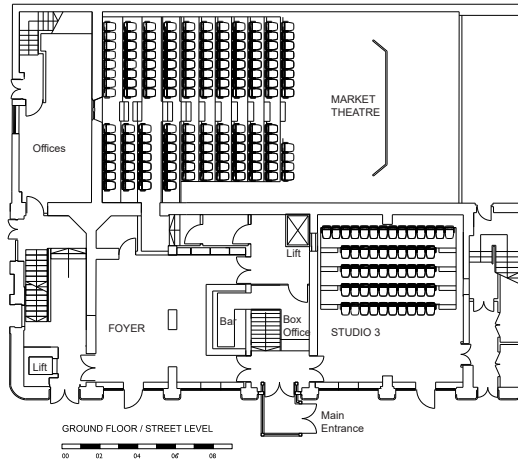 MARKET
THEATRE
Offices
Lift
Bar
Box
Office
FOYER
STUDIO 3
Lift
Main
Entrance
GROUND FLOOR / STREET LEVEL
00 02 04 06 08